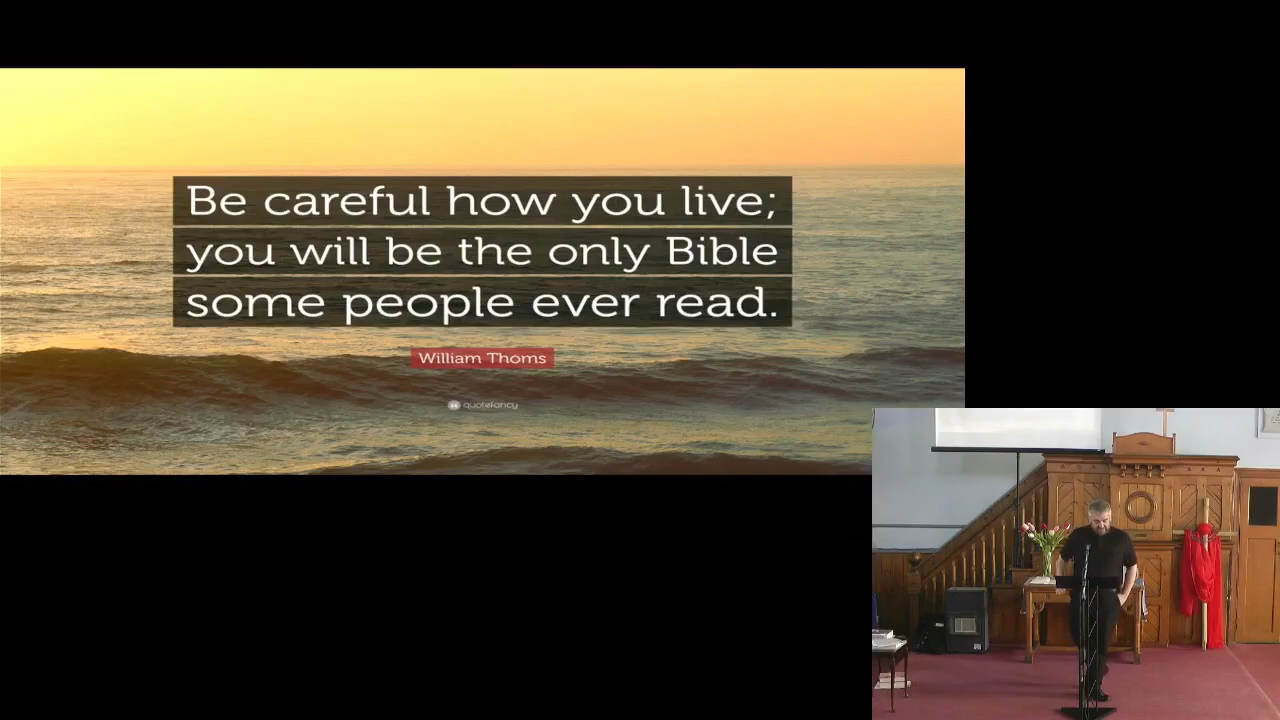 Be careful how you live;
you will be the only Bible
some people ever read.
William Thoms
quotefancy